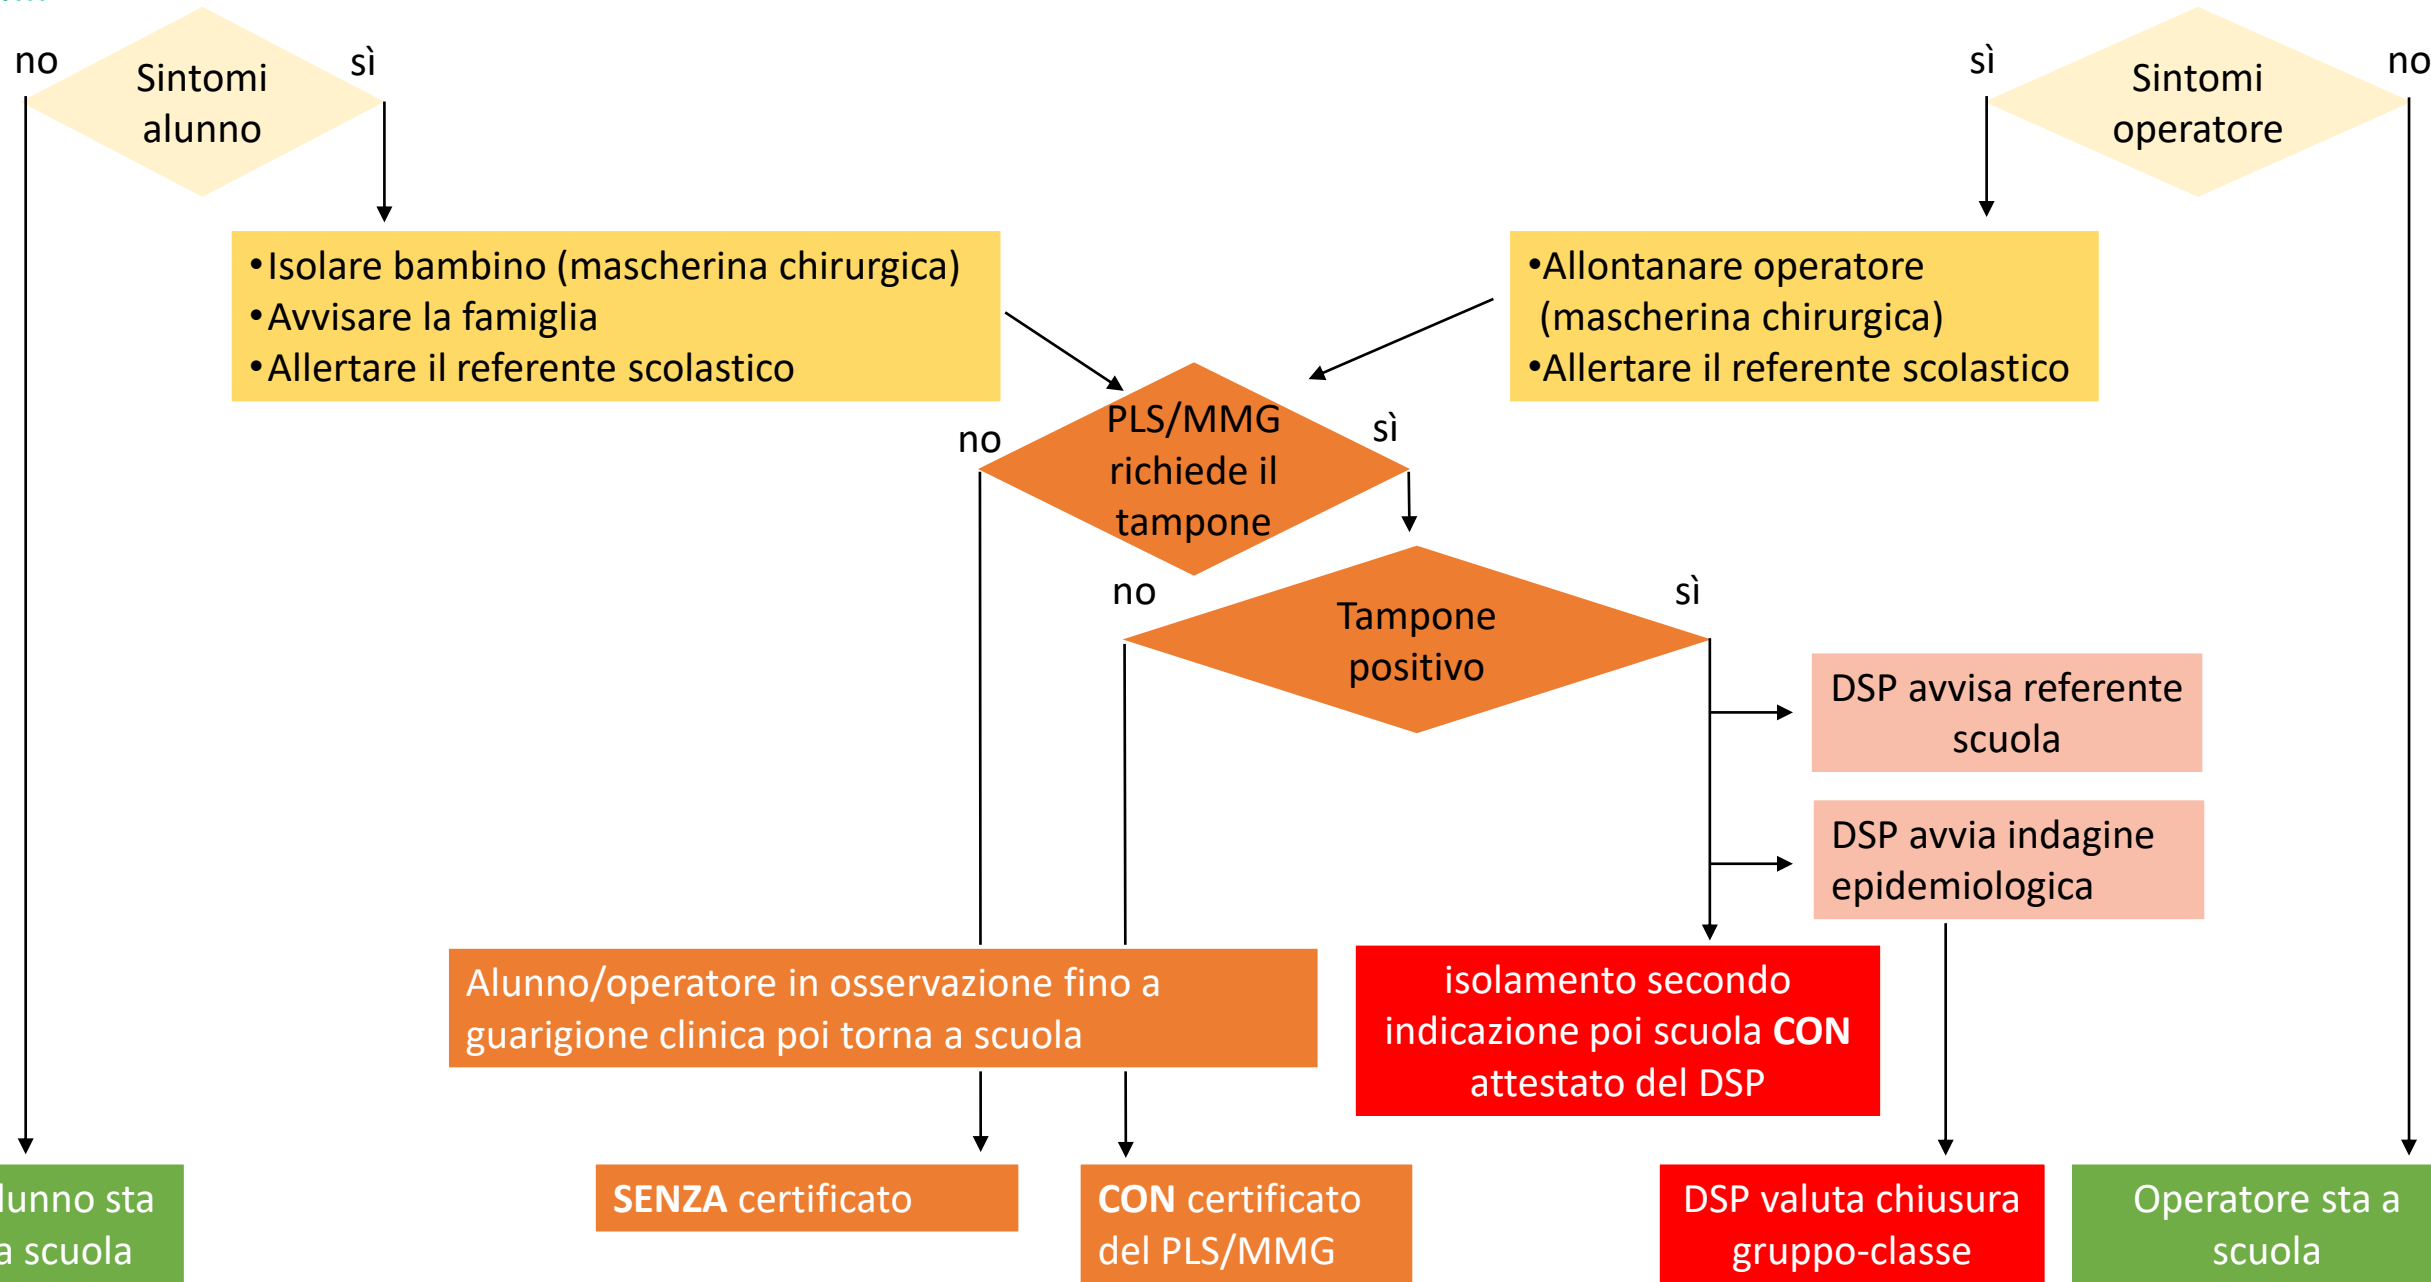 no
Sintomi
alunno
sì
sì
Sintomi
operatore
no
•Isolare bambino (mascherina chirurgica)
•Avvisare la famiglia
•Allertare il referente scolastico
•Allontanare operatore
(mascherina chirurgica)
•Allertare il referente scolastico
no
PLS/MMG
richiede il
tampone
sì
no
Tampone
positivo
sì
DSP avvisa referente
scuola
DSP avvia indagine
epidemiologica
Alunno/operatore in osservazione fino a
guarigione clinica poi torna a scuola
isolamento secondo
indicazione poi scuola CON
attestato del DSP
lunno sta
a scuola
SENZA certificato
CON certificato
del PLS/MMG
DSP valuta chiusura
gruppo-classe
Operatore sta a
scuola